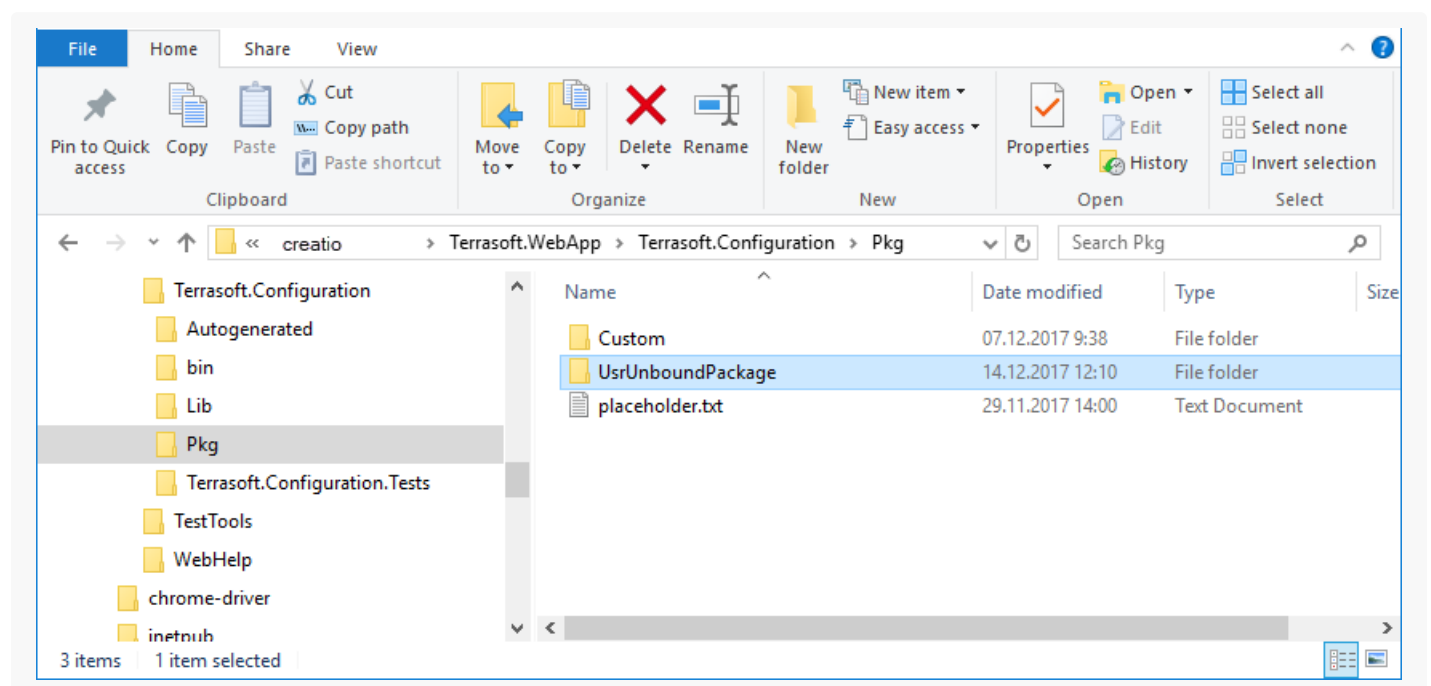 File Home Share View
Pin to Quick access
Copy
Paste
Cut
Copy path
Paste shortcut
Clipboard
Move to
Copy to
Delete
Rename
Organize
New folder
New item
Easy access
New
Properties
Open
Edit
History
Open
Select all
Select none
Invert selection
Select
« creatio > Terrasoft.WebApp > Terrasoft.Configuration > Pkg
Search Pkg
Terrasoft.Configuration
Autogenerated
bin
Lib
Pkg
Terrasoft.Configuration.Tests
TestTools
WebHelp
chrome-driver
inetpub
Name Date modified Type Size
Custom 07.12.2017 9:38 File folder
UsrUnboundPackage 14.12.2017 12:10 File folder
placeholder.txt 29.11.2017 14:00 Text Document
3 items 1 item selected